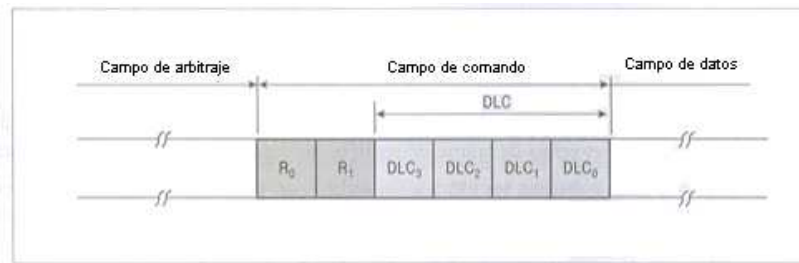 Campo de arbitraje Campo de comando Campo de datos
DLC
R₀ R₁ DLC₃ DLC₂ DLC₁ DLC₀